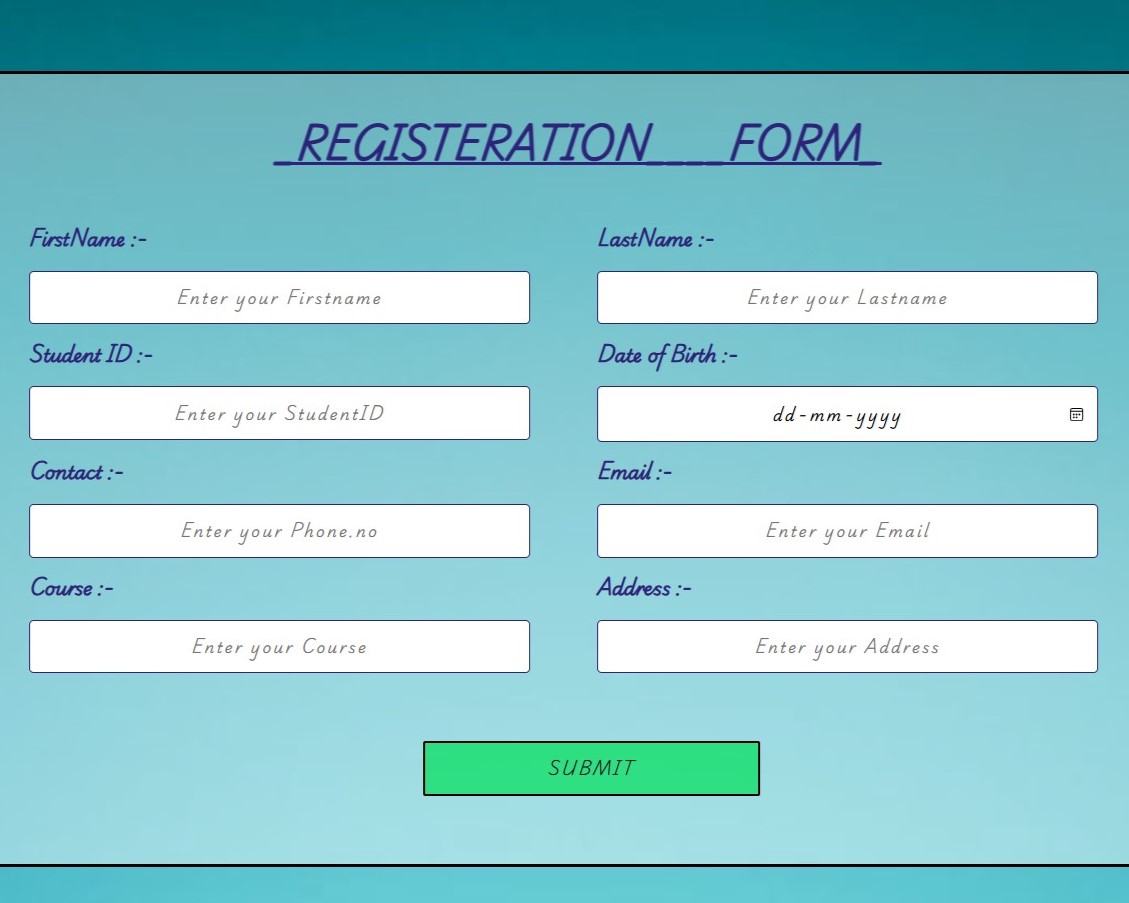 _REGISTERATION____FORM_
FirstName :-
LastName :-
Enter your Firstname
Enter your Lastname
Student ID :-
Date of Birth :-
Enter your StudentID
dd-mm-yyyy
Contact :-
Email :-
Enter your Phone.no
Enter your Email
Course :-
Address :-
Enter your Course
Enter your Address
SUBMIT